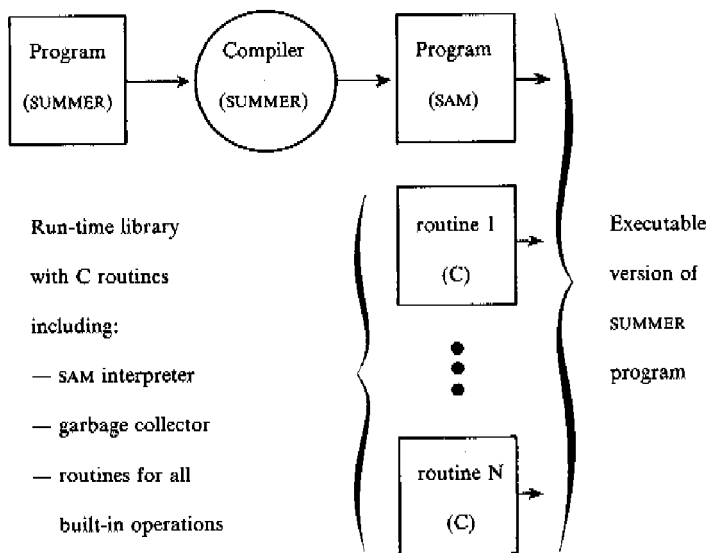 Program
(SUMMER)
Compiler
(SUMMER)
Program
(SAM)
Run-time library
with C routines
including:
— SAM interpreter
— garbage collector
— routines for all
built-in operations
routine 1
(C)
routine N
(C)
Executable
version of
SUMMER
program